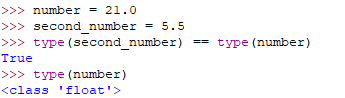 >>> number = 21.0
>>> second_number = 5.5
>>> type(second_number) == type(number)
True
>>> type(number)
<class 'float'>